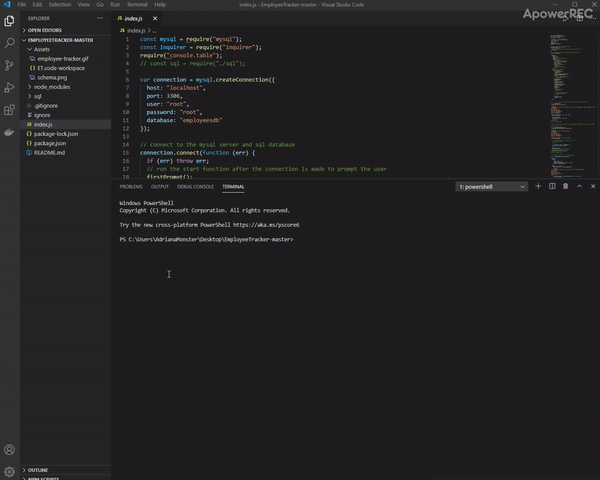 File Edit Selection View Go Run Terminal Help
index.js - EmployeeTracker-master - Visual Studio Code
ApowerREC
EXPLORER
OPEN EDITORS
EMPLOYEETRACKER-MASTER
Assets
employee-tracker.gif
ET.code-workspace
schema.png
node_modules
sql
.gitignore
ignore
index.js
package-lock.json
package.json
README.md
OUTLINE
index.js
index.js > ...
1 const mysql = require("mysql");
2 const inquirer = require("inquirer");
3 require("console.table");
4 // const sql = require("./sql");
5
6 var connection = mysql.createConnection({
7 host: "localhost",
8 port: 3306,
9 user: "root",
10 password: "root",
11 database: "employeesdb"
12 });
13
14 // connect to the mysql server and sql database
15 connection.connect(function (err) {
16 if (err) throw err;
17 // run the start function after the connection is made to prompt the user
18 firstPrompt();
PROBLEMS OUTPUT DEBUG CONSOLE TERMINAL
1: powershell
Windows PowerShell
Copyright (C) Microsoft Corporation. All rights reserved.
Try the new cross-platform PowerShell https://aka.ms/pscore6
PS C:\Users\AdrianaMonster\Desktop\EmployeeTracker-master>